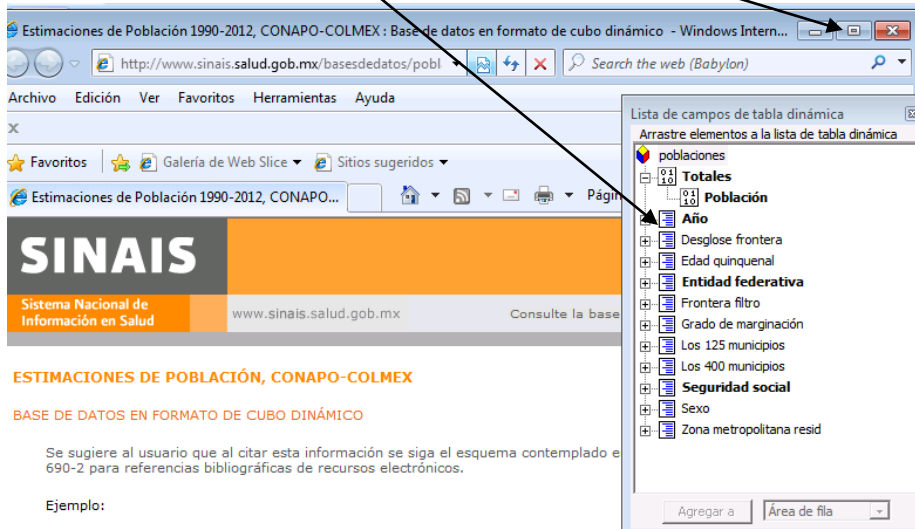 Estimaciones de Población 1990-2012, CONAPO-COLMEX : Base de datos en formato de cubo dinámico - Windows Intern...
http://www.sinais.salud.gob.mx/basesdedatos/pobl
Search the web (Babylon)
Archivo Edición Ver Favoritos Herramientas Ayuda
x
Favoritos Galería de Web Slice Sitios sugeridos
Estimaciones de Población 1990-2012, CONAPO... Págin
SINAIS
Sistema Nacional de
Información en Salud
www.sinais.salud.gob.mx Consulte la base
ESTIMACIONES DE POBLACIÓN, CONAPO-COLMEX
BASE DE DATOS EN FORMATO DE CUBO DINÁMICO
Se sugiere al usuario que al citar esta información se siga el esquema contemplado e
690-2 para referencias bibliográficas de recursos electrónicos.
Ejemplo:
Lista de campos de tabla dinámica
Arrastre elementos a la lista de tabla dinámica
poblaciones
Totales
Población
Año
Desglose frontera
Edad quinquenal
Entidad federativa
Frontera filtro
Grado de marginación
Los 125 municipios
Los 400 municipios
Seguridad social
Sexo
Zona metropolitana resid
Agregar a Área de fila